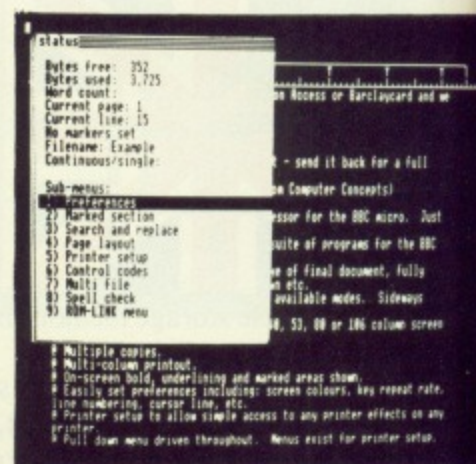 status
Bytes free: 352
Bytes used: 3,725
Word count:
Current page: 1
Current line: 15
No markers set
Filename: Example
Continuous/single:
Sub-menus:
1) Preferences
2) Marked section
3) Search and replace
4) Page layout
5) Printer setup
6) Control codes
7) Multi file
8) Spell check
9) ROM-LINK menu
on Access or Barclaycard and we
- send it back for a full
om Computer Concepts)
essor for the BBC micro. Just
suite of programs for the BBC
of final document, fully
etc.
available modes. Sideways
53, 80 or 106 column screen
# Multiple copies.
# Multi-column printout.
# On-screen bold, underlining and marked areas shown.
# Easily set preferences including: screen colours, key repeat rate,
line numbering, cursor line, etc.
# Printer setup to allow simple access to any printer effects on any
printer.
# Pull down menu driven throughout. Menus exist for printer setup,